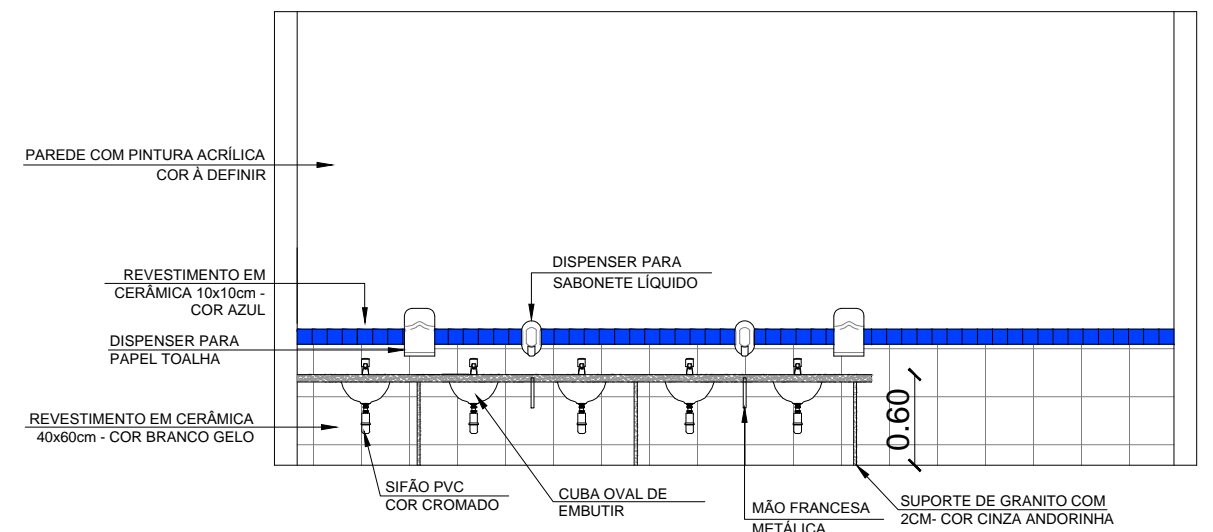 PAREDE COM PINTURA ACRÍLICA
COR À DEFINIR
DISPENSER PARA
SABONETE LÍQUIDO
REVESTIMENTO EM
CERÂMICA 10x10cm -
COR AZUL
DISPENSER PARA
PAPEL TOALHA
REVESTIMENTO EM CERÂMICA
40x60cm - COR BRANCO GELO
0.60
SIFÃO PVC
COR CROMADO
CUBA OVAL DE
EMBUTIR
MÃO FRANCESA
METÁLICA
SUPORTE DE GRANITO COM
2CM- COR CINZA ANDORINHA